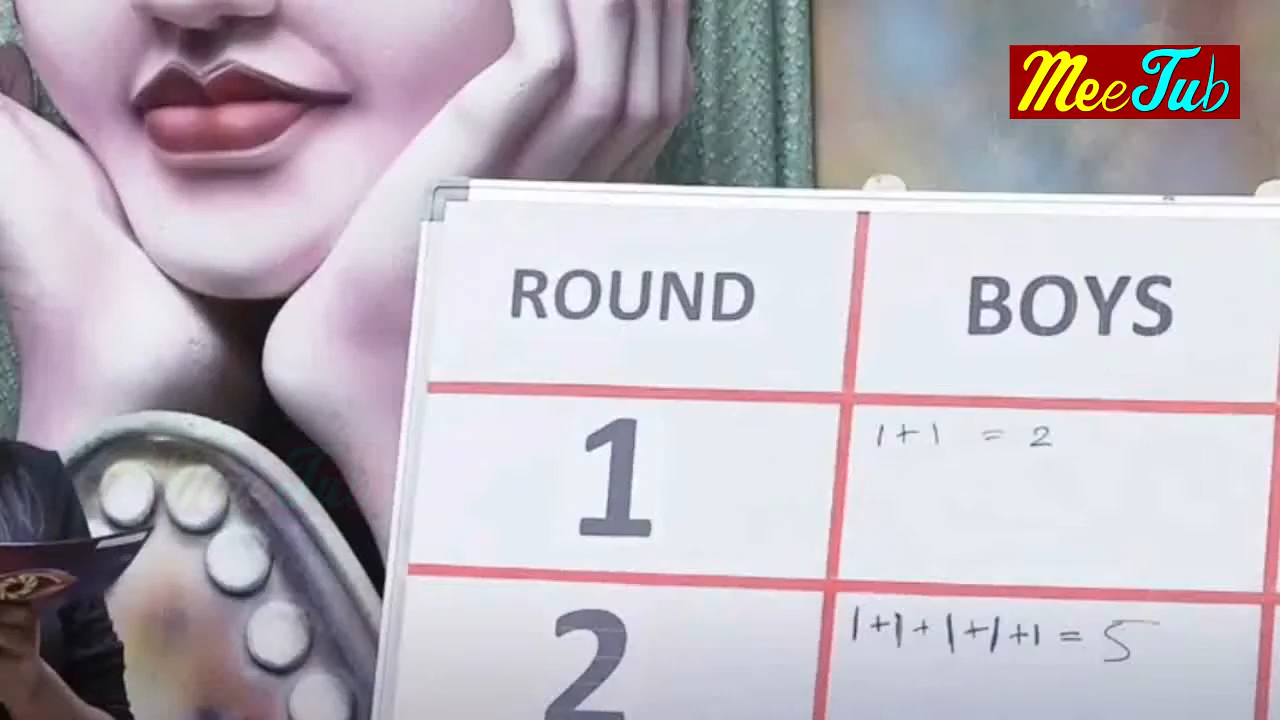 MeeTub
ROUND BOYS
1 1+1 = 2
2 1+1+1+1+1 = 5